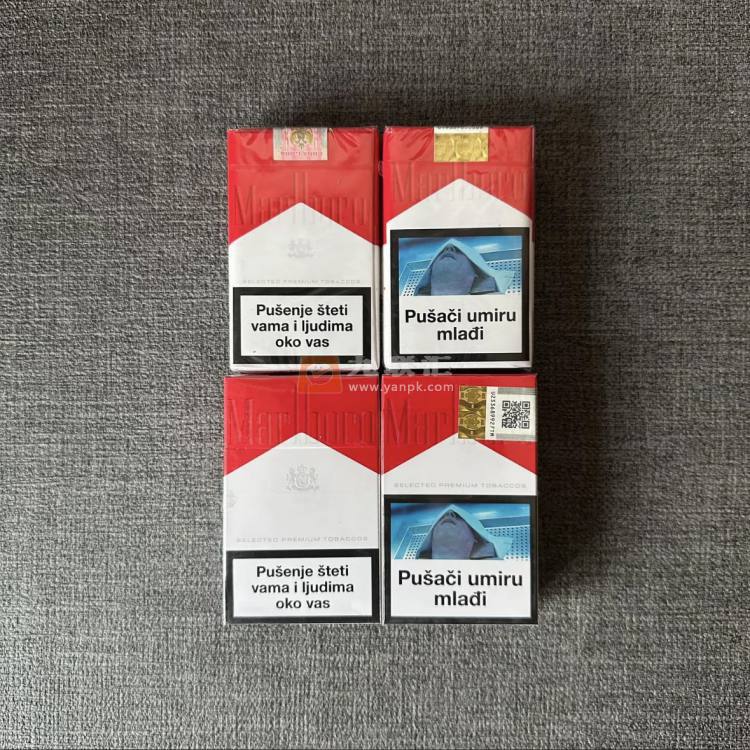 Marlboro
SELECTED PREMIUM TOBACCOS
Pušenje šteti
vama i ljudima
oko vas
Marlboro
Pušači umiru
mlađi
Marlboro
SELECTED PREMIUM TOBACCOS
Pušenje šteti
vama i ljudima
oko vas
Marl
SELECTED PREMIUM TOBACCOS
Pušači umiru
mlađi
www.yanpk.com